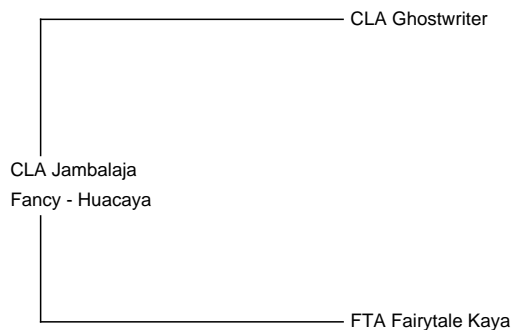 CLA Ghostwriter
CLA Jambalaja
Fancy - Huacaya
FTA Fairytale Kaya